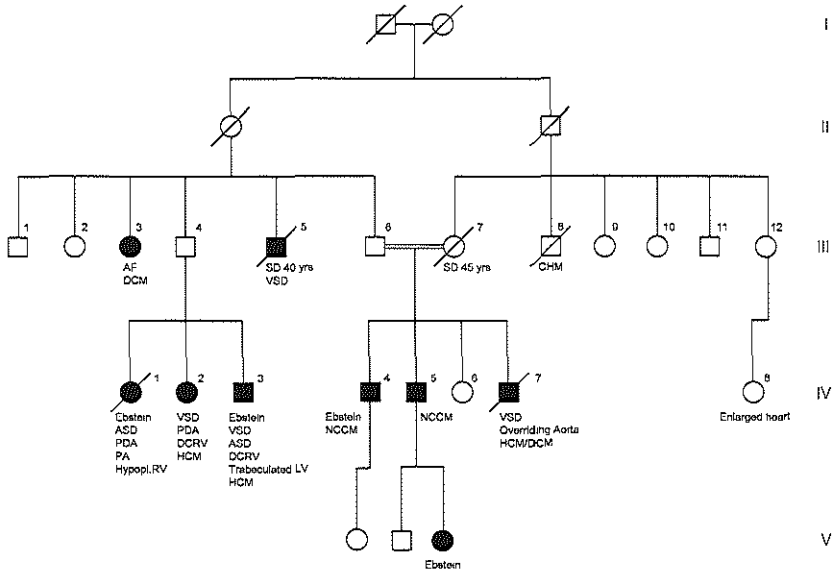 I
II
1 2 3 4 5 6 7 8 9 10 11 12
III
AF
DCM
SD 40 yrs
VSD
SD 45 yrs
CHM
1 2 3 4 5 6 7 8
IV
Ebstein
ASD
PDA
PA
Hypopl.RV
VSD
PDA
DCRV
HCM
Ebstein
VSD
ASD
DCRV
Trabeculated LV
HCM
Ebstein
NCCM
NCCM
VSD
Overriding Aorta
HCM/DCM
Enlarged heart
V
Ebstein